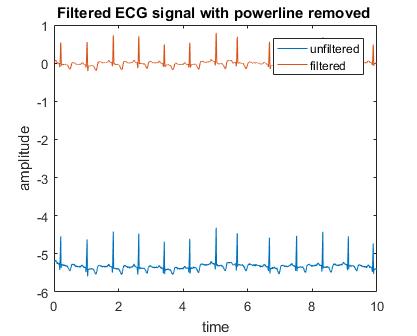 Filtered ECG signal with powerline removed
1
0
-1
-2
-3
-4
-5
-6
amplitude
unfiltered
filtered
0 2 4 6 8 10
time